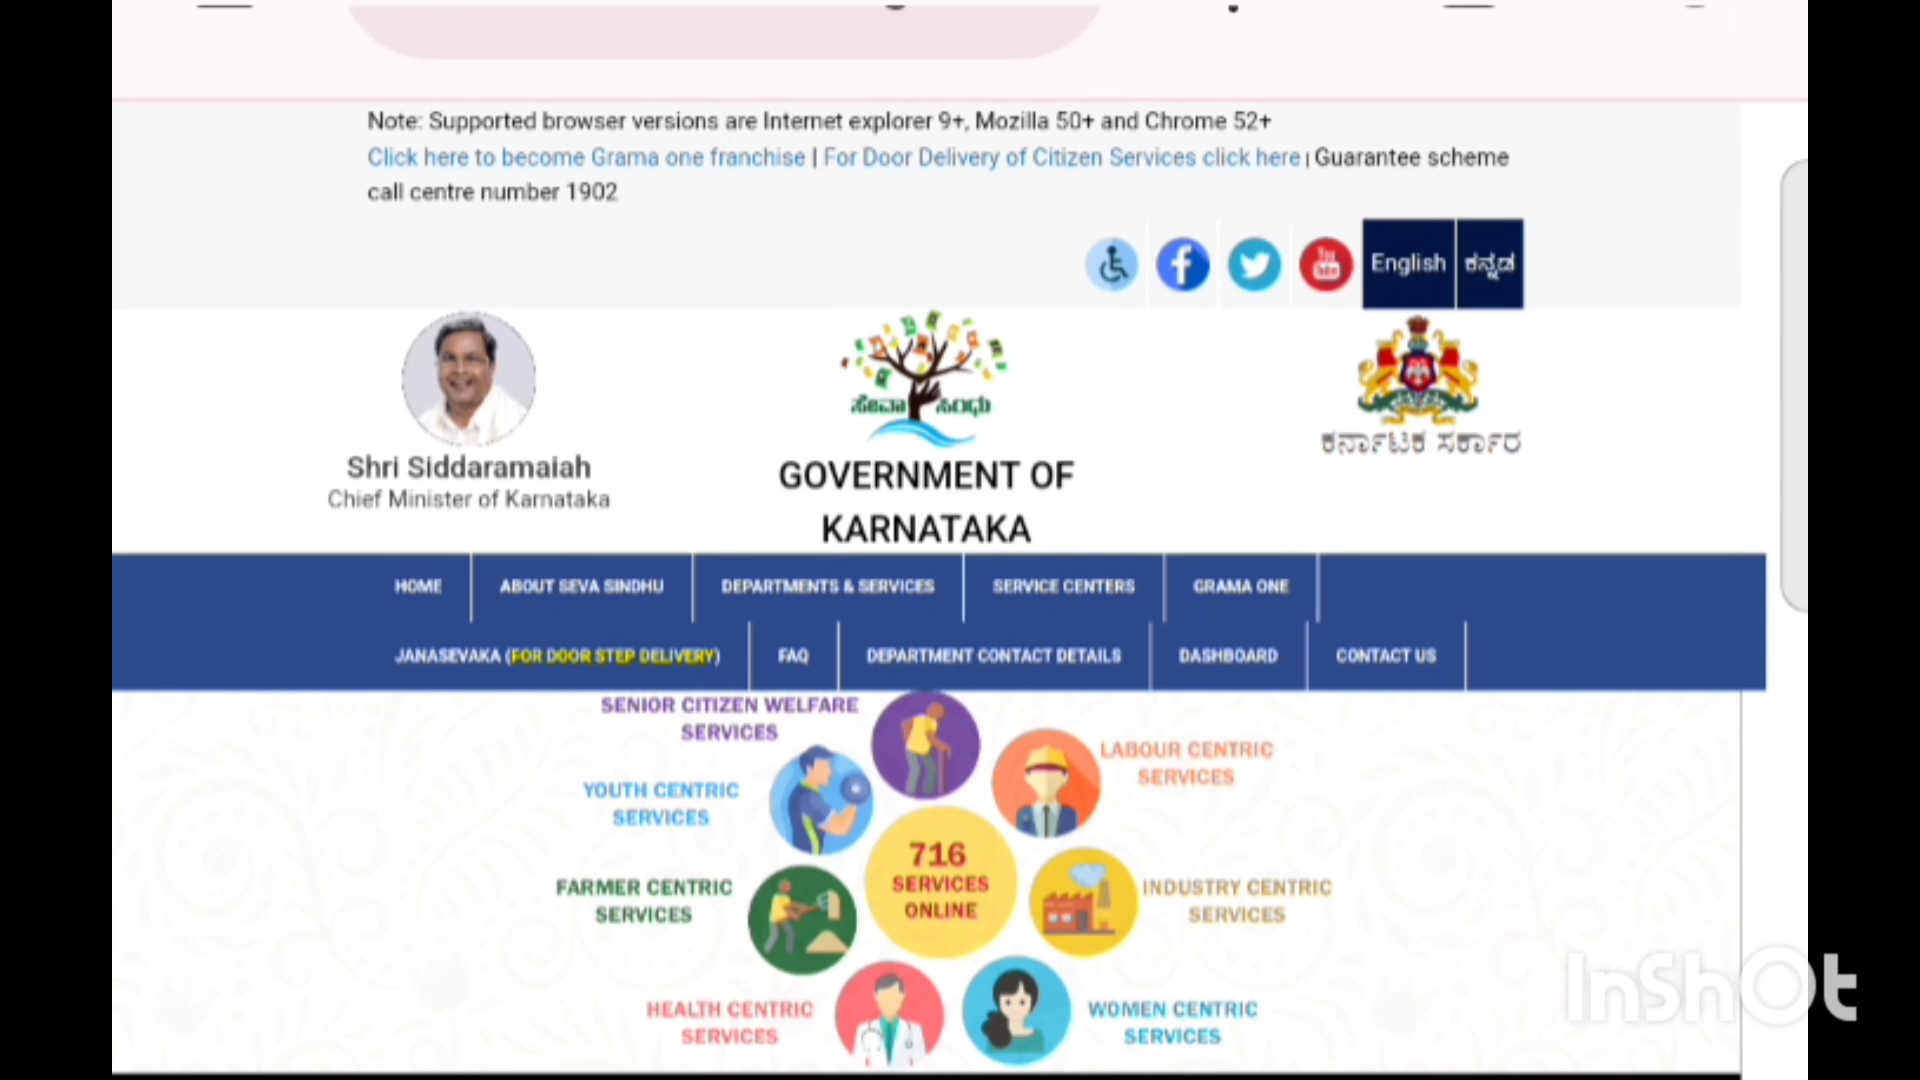 Note: Supported browser versions are Internet explorer 9+, Mozilla 50+ and Chrome 52+
Click here to become Grama one franchise | For Door Delivery of Citizen Services click here | Guarantee scheme
call centre number 1902
You
Tube
English
ಕನ್ನಡ
ಸೇವಾ ಸಿಂಧು
ಕರ್ನಾಟಕ ಸರ್ಕಾರ
Shri Siddaramaiah
Chief Minister of Karnataka
GOVERNMENT OF
KARNATAKA
HOME
ABOUT SEVA SINDHU
DEPARTMENTS & SERVICES
SERVICE CENTERS
GRAMA ONE
JANASEVAKA (FOR DOOR STEP DELIVERY)
FAQ
DEPARTMENT CONTACT DETAILS
DASHBOARD
CONTACT US
SENIOR CITIZEN WELFARE
SERVICES
LABOUR CENTRIC
SERVICES
YOUTH CENTRIC
SERVICES
716
SERVICES
ONLINE
FARMER CENTRIC
SERVICES
INDUSTRY CENTRIC
SERVICES
HEALTH CENTRIC
SERVICES
WOMEN CENTRIC
SERVICES
InShOt